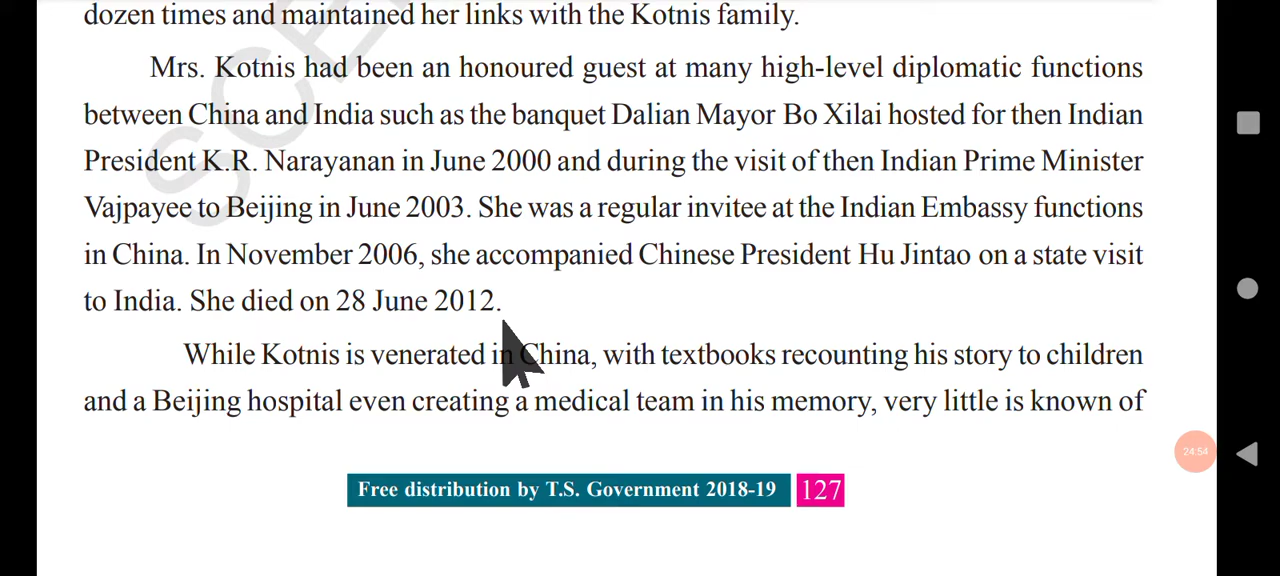 dozen times and maintained her links with the Kotnis family.
Mrs. Kotnis had been an honoured guest at many high-level diplomatic functions
between China and India such as the banquet Dalian Mayor Bo Xilai hosted for then Indian
President K.R. Narayanan in June 2000 and during the visit of then Indian Prime Minister
Vajpayee to Beijing in June 2003. She was a regular invitee at the Indian Embassy functions
in China. In November 2006, she accompanied Chinese President Hu Jintao on a state visit
to India. She died on 28 June 2012.
While Kotnis is venerated in China, with textbooks recounting his story to children
and a Beijing hospital even creating a medical team in his memory, very little is known of
24:54
Free distribution by T.S. Government 2018-19 127